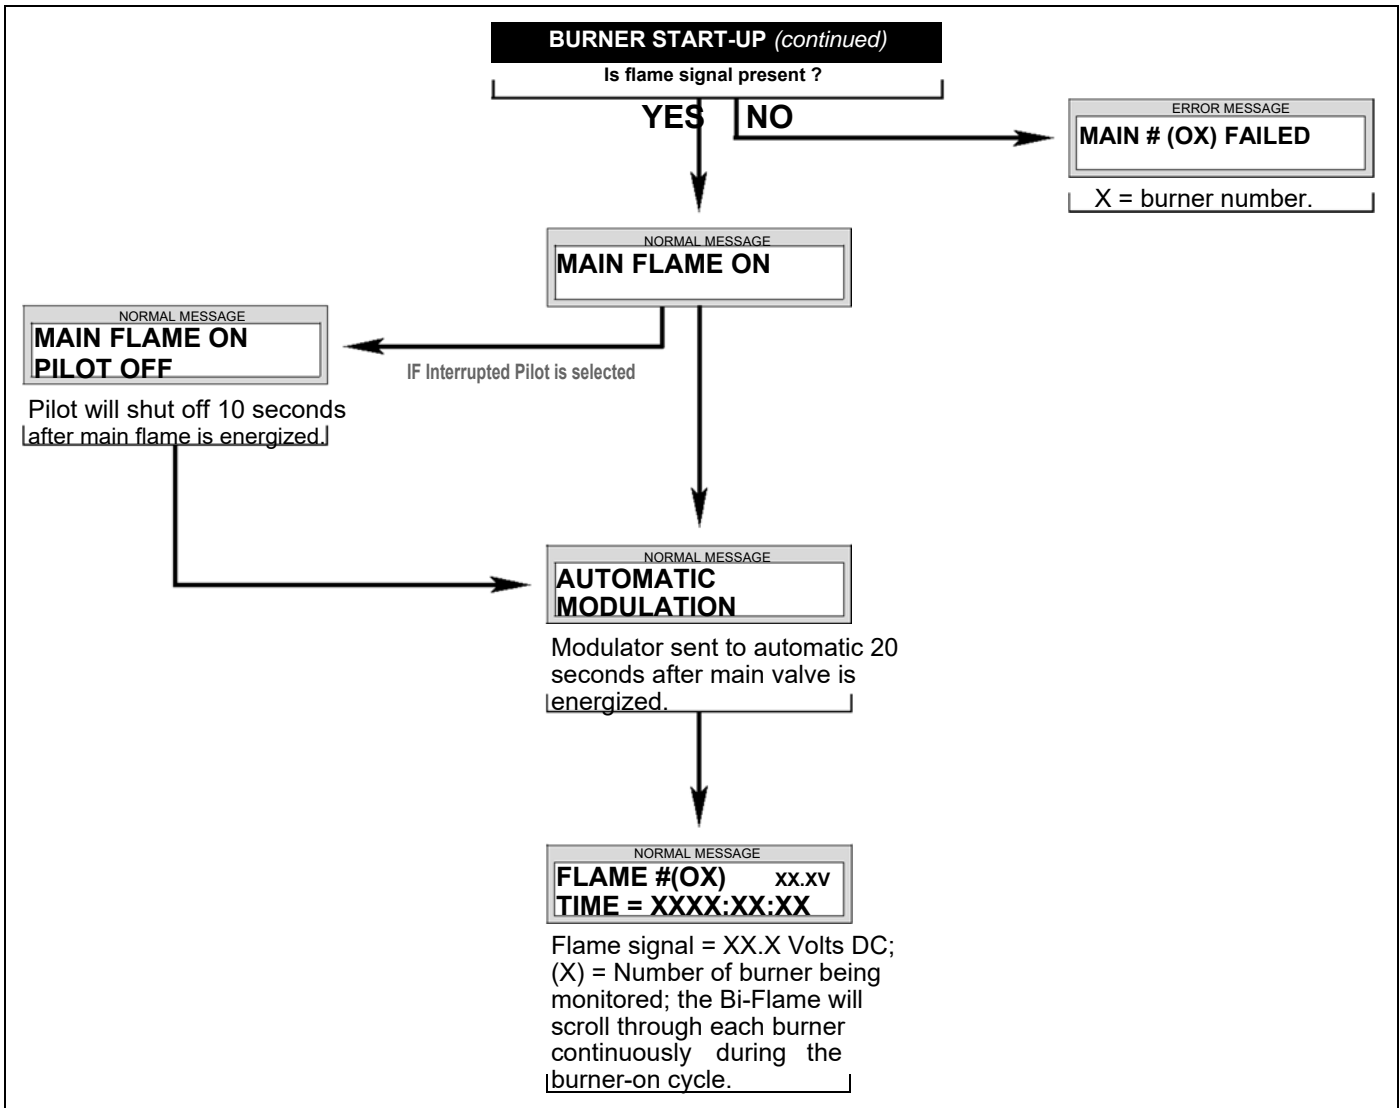 BURNER START-UP (continued)
Is flame signal present ?
YES NO
ERROR MESSAGE
MAIN # (OX) FAILED
X = burner number.
NORMAL MESSAGE
MAIN FLAME ON
NORMAL MESSAGE
MAIN FLAME ON
PILOT OFF
IF Interrupted Pilot is selected
Pilot will shut off 10 seconds
after main flame is energized.
NORMAL MESSAGE
AUTOMATIC
MODULATION
Modulator sent to automatic 20
seconds after main valve is
energized.
NORMAL MESSAGE
FLAME #(OX) XX.XV
TIME = XXXX:XX:XX
Flame signal = XX.X Volts DC;
(X) = Number of burner being
monitored; the Bi-Flame will
scroll through each burner
continuously during the
burner-on cycle.